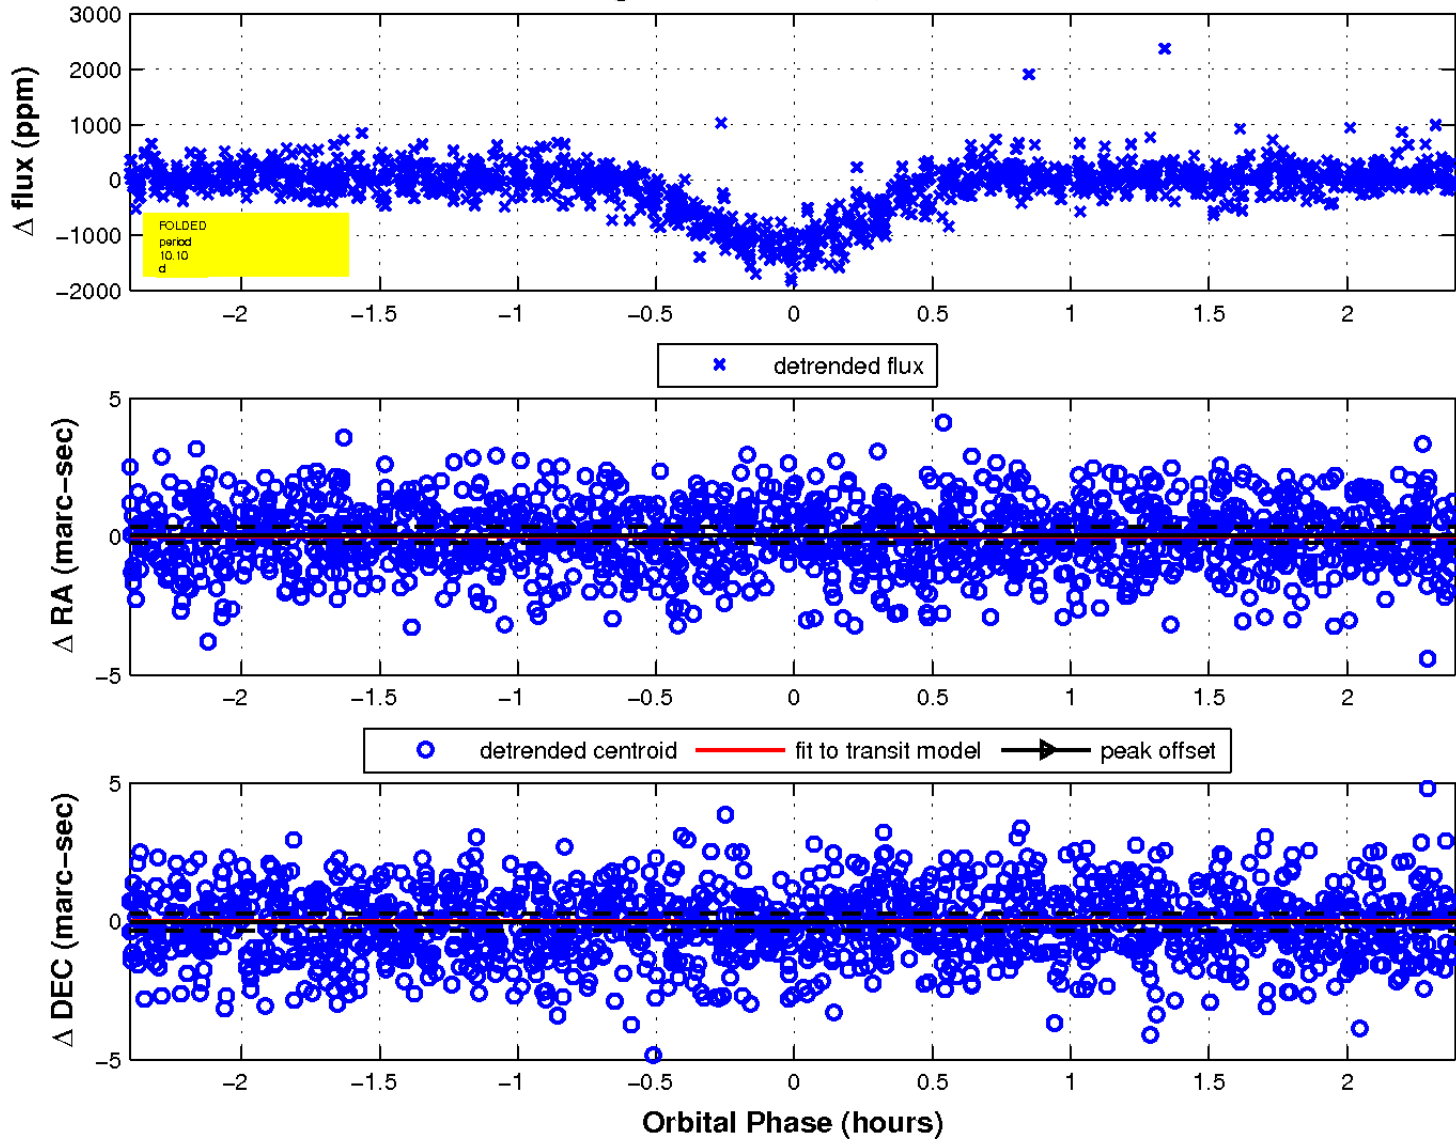 3000
2000
1000
0
−1000
−2000
Δ flux (ppm)
FOLDED
period
10.10
d
−2 −1.5 −1 −0.5 0 0.5 1 1.5 2
detrended flux
5
0
−5
Δ RA (marc−sec)
−2 −1.5 −1 −0.5 0 0.5 1 1.5 2
detrended centroid fit to transit model peak offset
5
0
−5
Δ DEC (marc−sec)
−2 −1.5 −1 −0.5 0 0.5 1 1.5 2
Orbital Phase (hours)